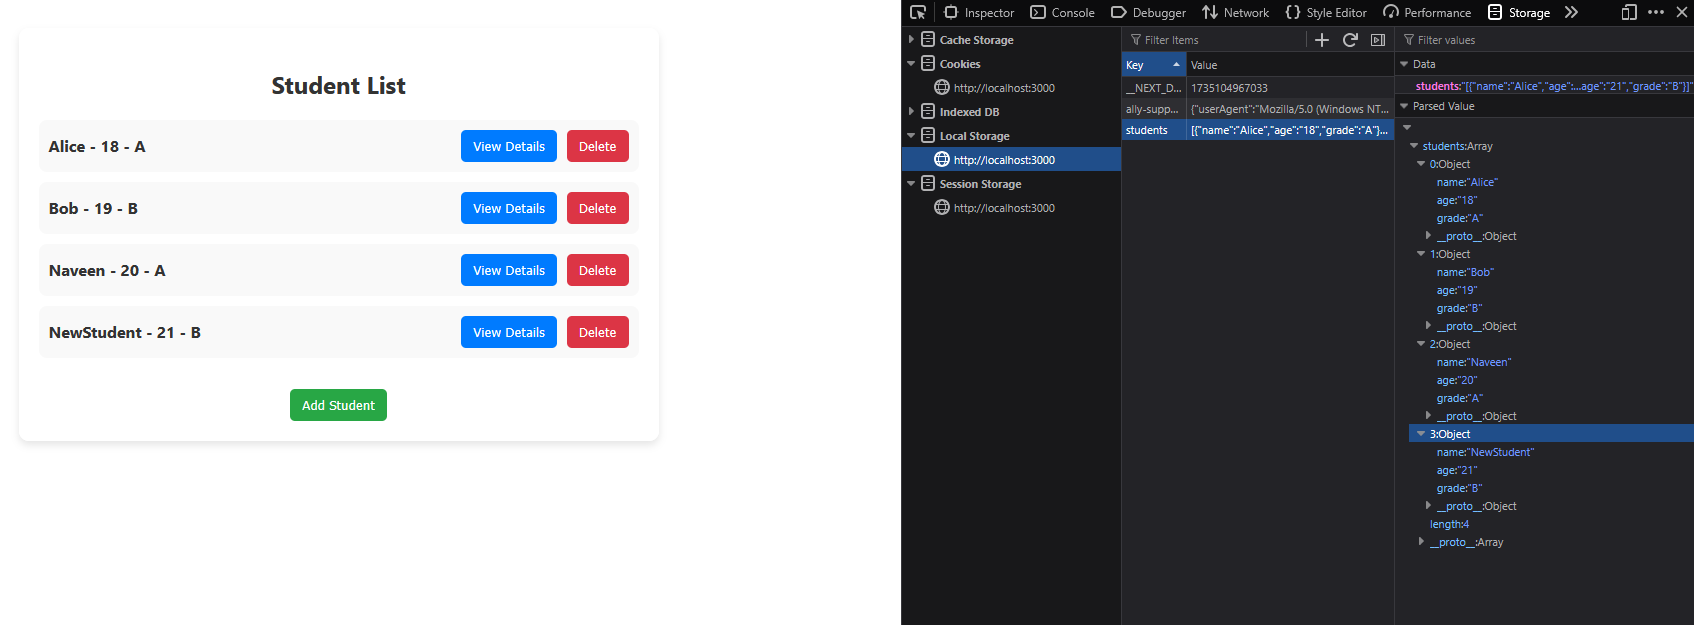 Student List
Alice - 18 - A
View Details
Delete
Bob - 19 - B
View Details
Delete
Naveen - 20 - A
View Details
Delete
NewStudent - 21 - B
View Details
Delete
Add Student
Inspector
Console
Debugger
Network
Style Editor
Performance
Storage
Cache Storage
Cookies
http://localhost:3000
Indexed DB
Local Storage
http://localhost:3000
Session Storage
http://localhost:3000
Filter Items
Key
Value
__NEXT_D...
1735104967033
ally-supp...
{"userAgent":"Mozilla/5.0 (Windows NT...
students
[{"name":"Alice","age":"18","grade":"A"}...
Filter values
Data
students:"[{"name":"Alice","age":...age":"21","grade":"B"}]"
Parsed Value
students:Array
0:Object
name:"Alice"
age:"18"
grade:"A"
__proto__:Object
1:Object
name:"Bob"
age:"19"
grade:"B"
__proto__:Object
2:Object
name:"Naveen"
age:"20"
grade:"A"
__proto__:Object
3:Object
name:"NewStudent"
age:"21"
grade:"B"
__proto__:Object
length:4
__proto__:Array